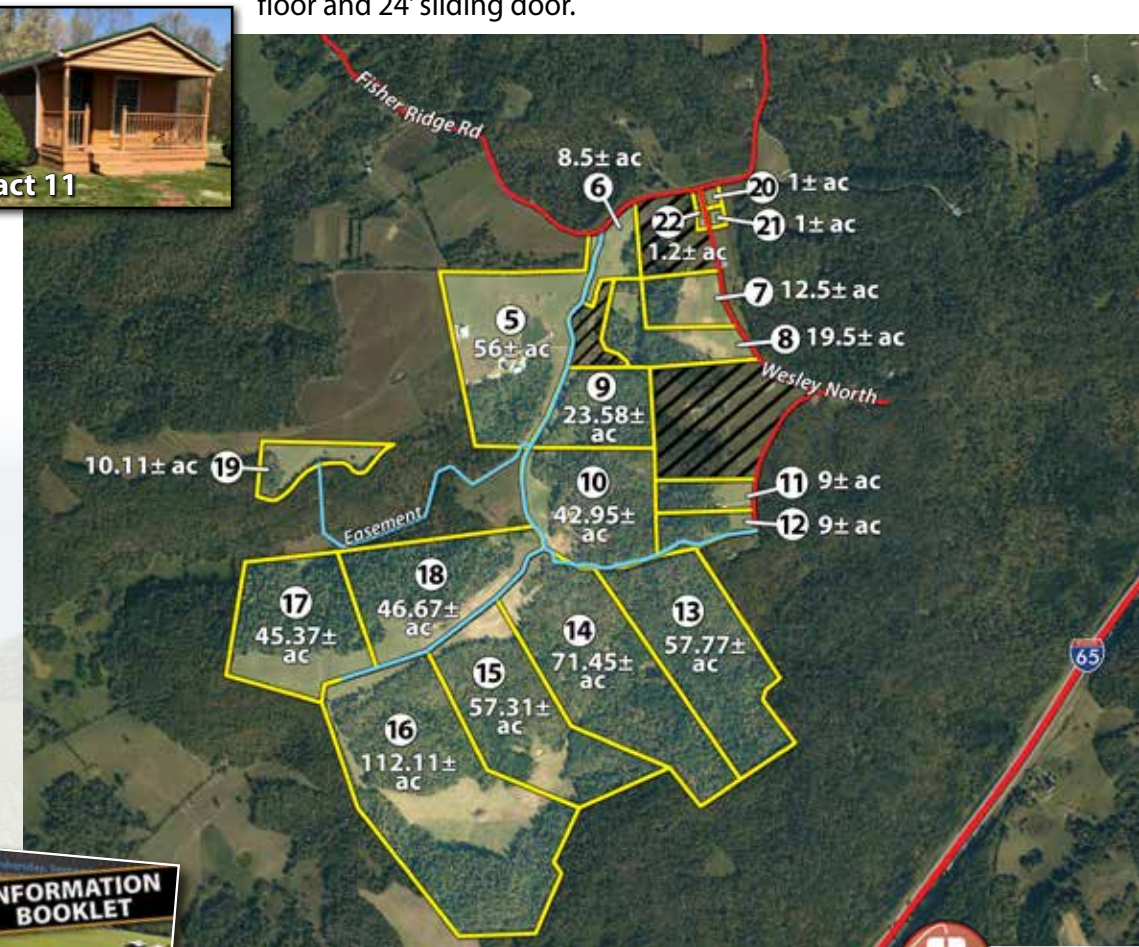 floor and 24' sliding door.
act 11
Fisher Ridge Rd
8.5± ac
6
20 1± ac
22
21 1± ac
1.2± ac
7 12.5± ac
5
56± ac
8 19.5± ac
Wesley North
9
23.58±
ac
10.11± ac 19
10
42.95±
ac
11 9± ac
12 9± ac
Easement
18
46.67±
ac
17
45.37±
ac
14
71.45±
ac
13
57.77±
ac
15
57.31±
ac
16
112.11±
ac
65
NFORMATION
BOOKLET